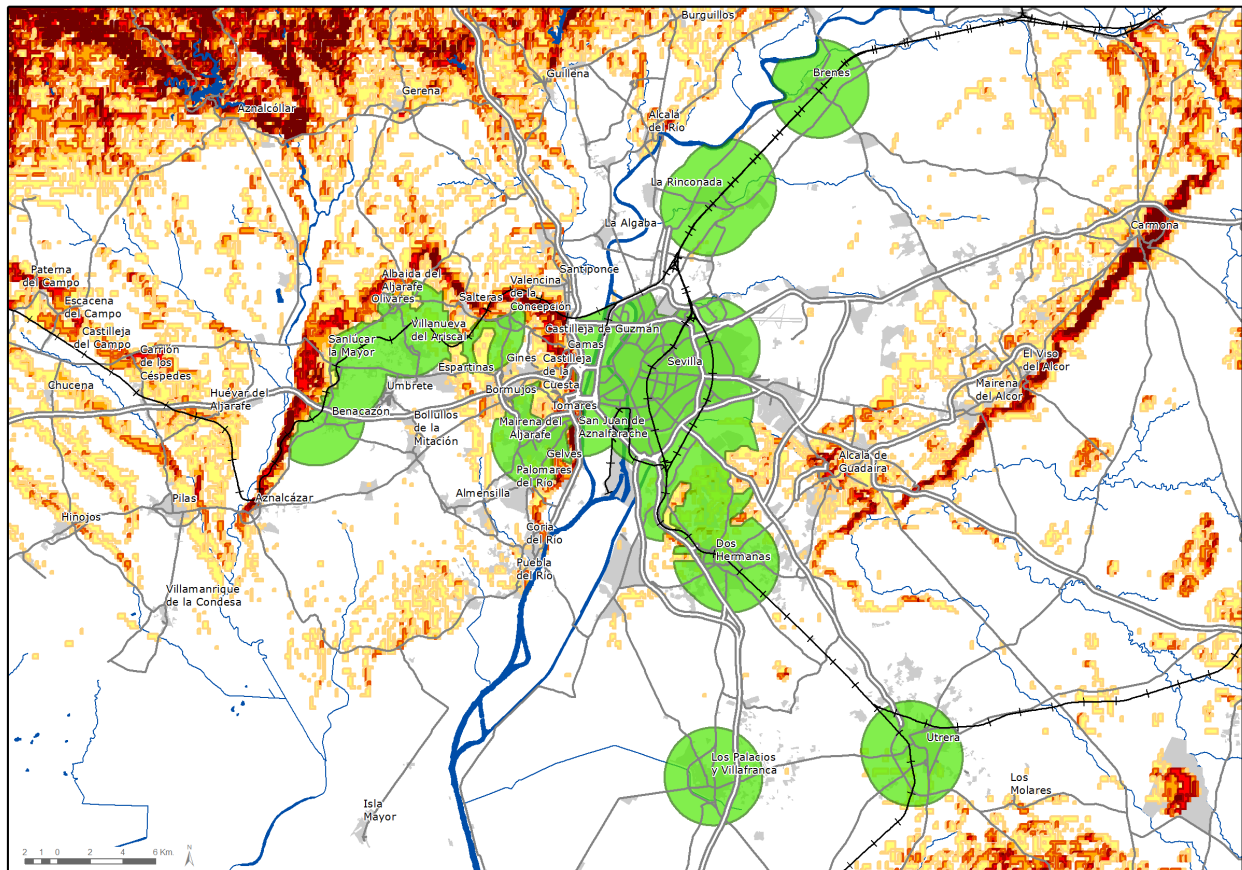 Burguillos
Brenes
Guillena
Gerena
Aznalcóllar
Alcalá
del Río
La Rinconada
La Algaba
Carmona
Paterna
del Campo
Albaida del
Aljarafe
Olivares
Santiponce
Valencina
de la
Concepción
Salteras
Escacena
del Campo
Castilleja
del Campo
Villanueva
del Ariscal
Castilleja de Guzmán
Camas
Sanlúcar
la Mayor
Carrión
de los
Céspedes
Gines
Castilleja
de la
Cuesta
Sevilla
El Viso
del Alcor
Espartinas
Chucena
Umbrete
Bormujos
Mairena
del Alcor
Huévar del
Aljarafe
Benacazón
Bollullos
de la
Mitación
Tomares
Mairena del
Aljarafe
San Juan de
Aznalfarache
Gelves
Alcalá de
Guadaira
Palomares
del Río
Pilas
Aznalcázar
Almensilla
Hinojos
Coria
del Río
Dos
Hermanas
Puebla
del Río
Villamanrique
de la Condesa
Utrera
Los Palacios
y Villafranca
Los
Molares
Isla
Mayor
2 1 0 2 4 6 Km.
N